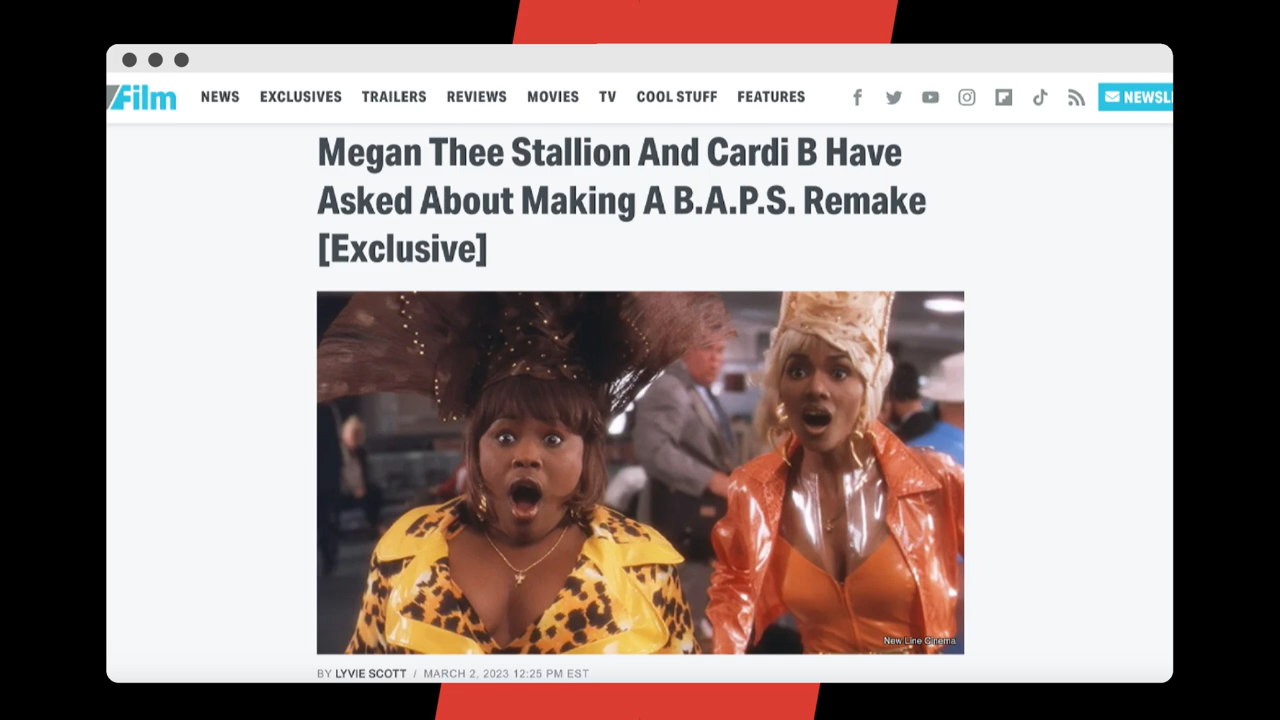 /Film
NEWS EXCLUSIVES TRAILERS REVIEWS MOVIES TV COOL STUFF FEATURES
Megan Thee Stallion And Cardi B Have
Asked About Making A B.A.P.S. Remake
[Exclusive]
New Line Cinema
BY LYVIE SCOTT / MARCH 2, 2023 12:25 PM EST